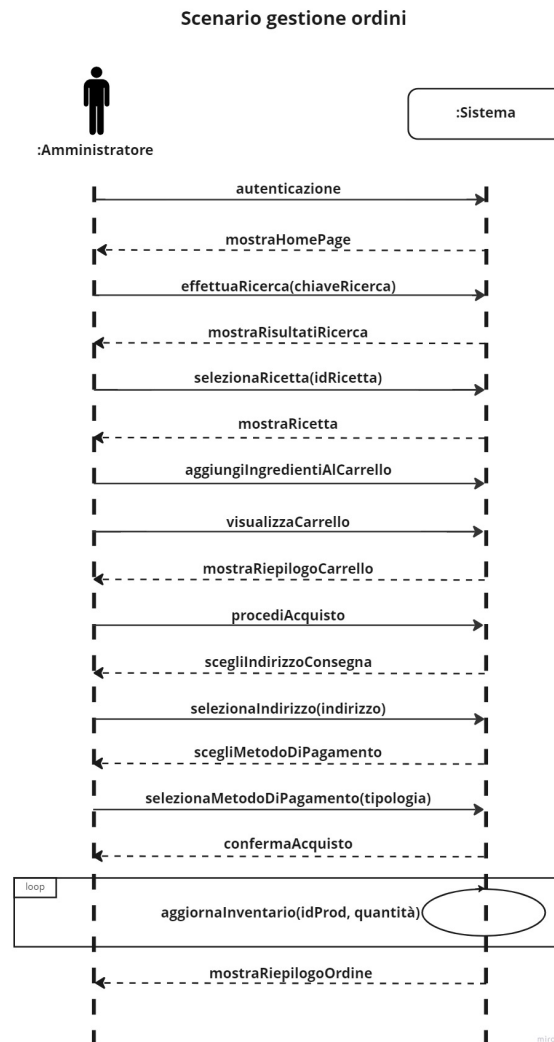 Scenario gestione ordini
:Amministratore
:Sistema
autenticazione
mostraHomePage
effettuaRicerca(chiaveRicerca)
mostraRisultatiRicerca
selezionaRicetta(idRicetta)
mostraRicetta
aggiungiIngredientiAlCarrello
visualizzaCarrello
mostraRiepilogoCarrello
procediAcquisto
scegliIndirizzoConsegna
selezionaIndirizzo(indirizzo)
scegliMetodoDiPagamento
selezionaMetodoDiPagamento(tipologia)
confermaAcquisto
loop
aggiornaInventario(idProd, quantità)
mostraRiepilogoOrdine